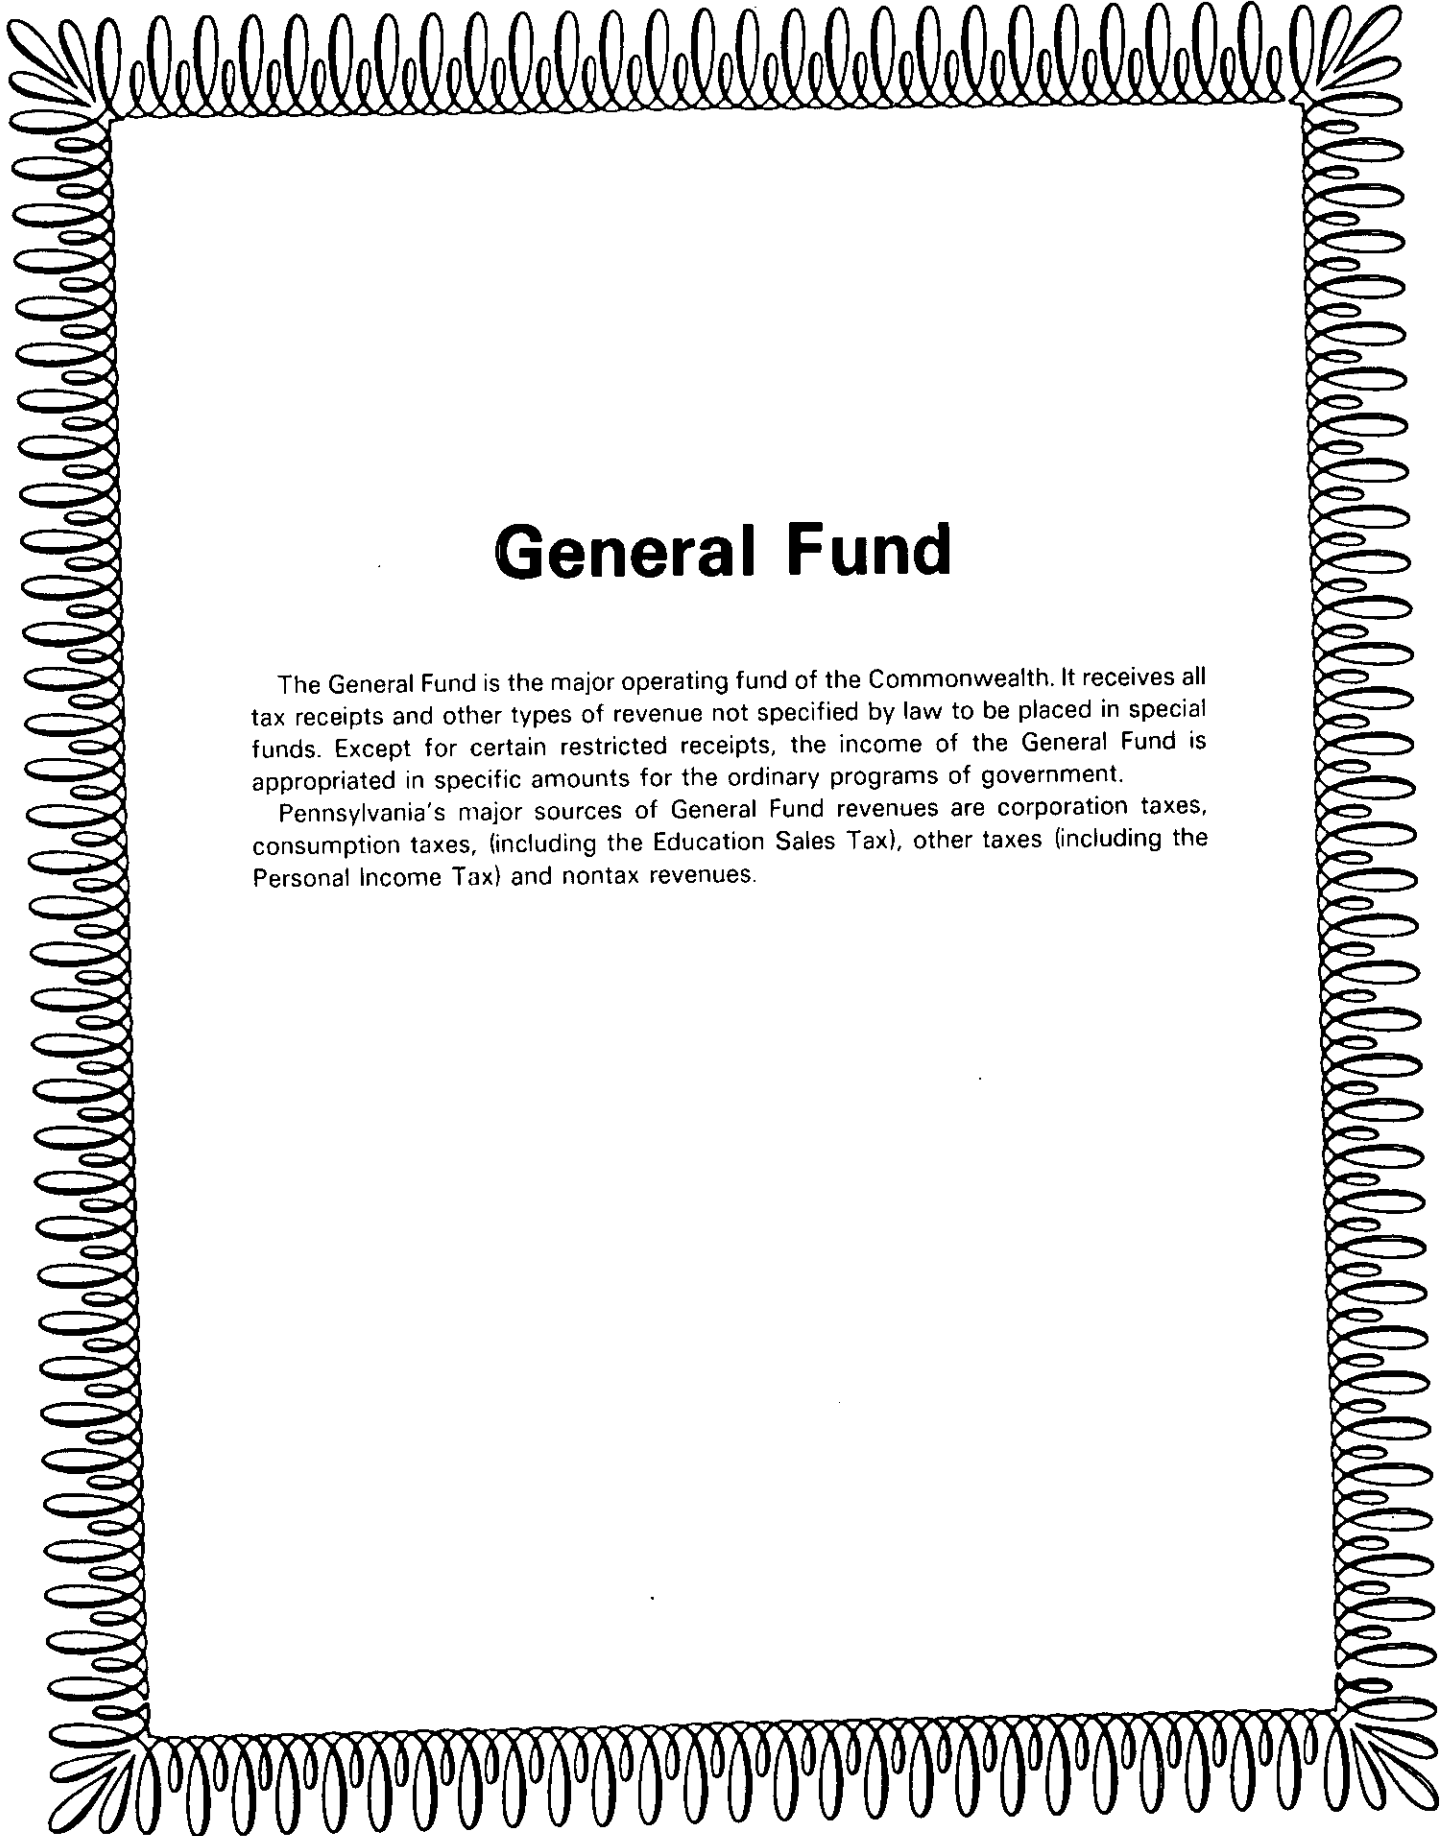 General Fund
The General Fund is the major operating fund of the Commonwealth. It receives all
tax receipts and other types of revenue not specified by law to be placed in special
funds. Except for certain restricted receipts, the income of the General Fund is
appropriated in specific amounts for the ordinary programs of government.
Pennsylvania's major sources of General Fund revenues are corporation taxes,
consumption taxes, (including the Education Sales Tax), other taxes (including the
Personal Income Tax) and nontax revenues.